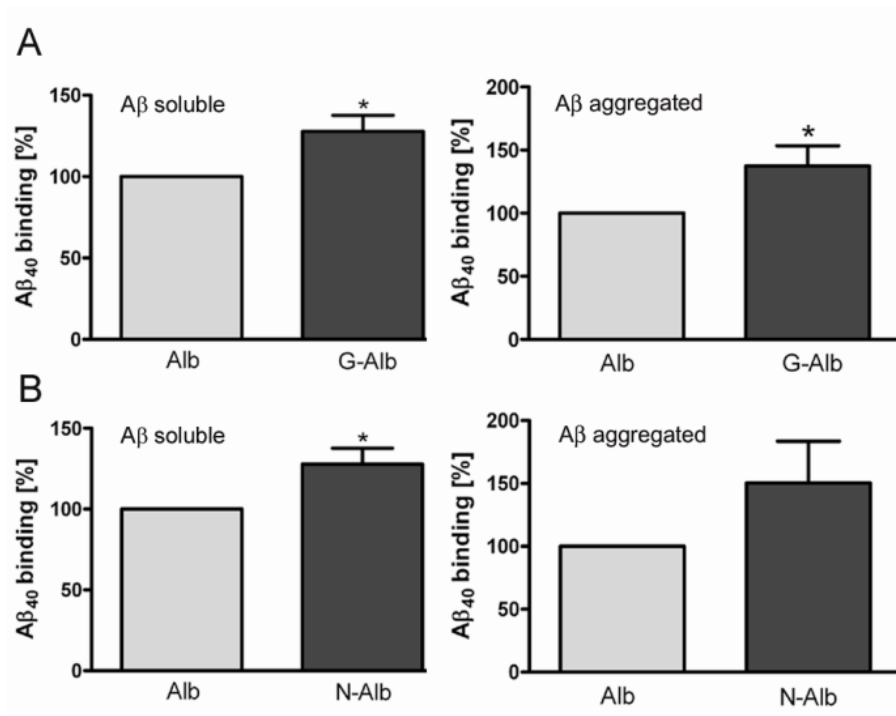 A
Aβ soluble
*
Aβ₄₀ binding [%]
150
100
50
0
Alb G-Alb
Aβ aggregated
*
Aβ₄₀ binding [%]
200
150
100
50
0
Alb G-Alb
B
Aβ soluble
*
Aβ₄₀ binding [%]
150
100
50
0
Alb N-Alb
Aβ aggregated
Aβ₄₀ binding [%]
200
150
100
50
0
Alb N-Alb